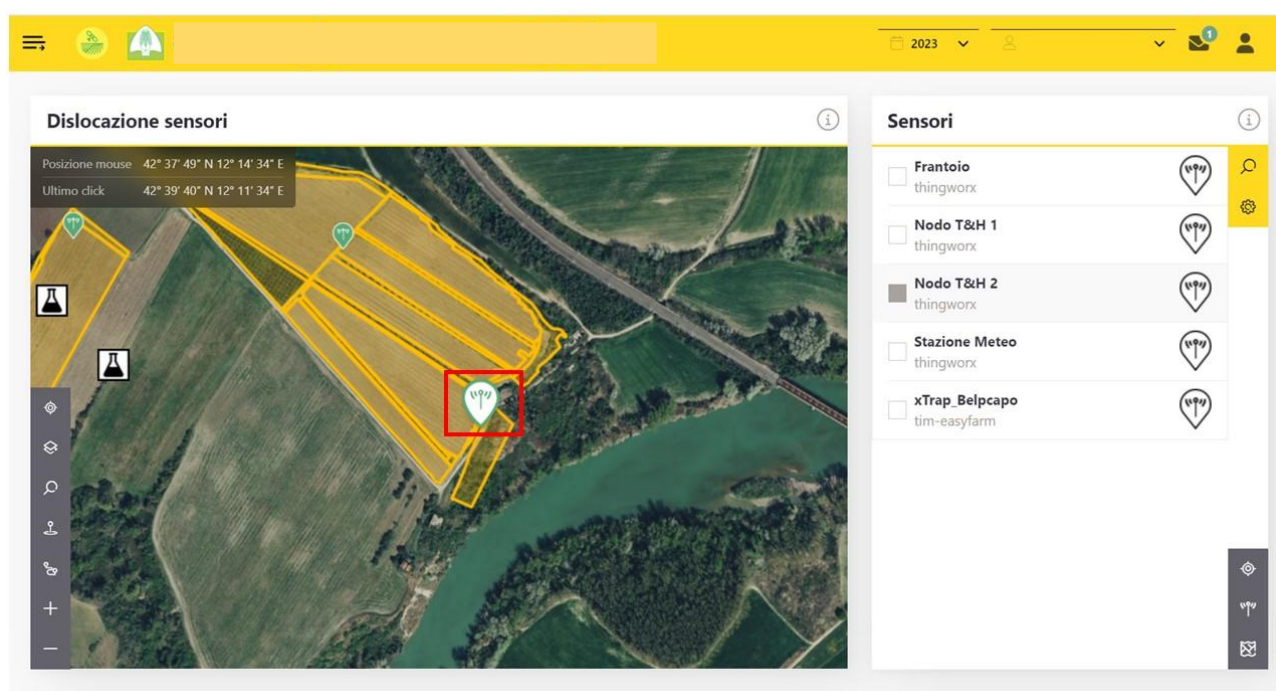 2023
1
Dislocazione sensori
Posizione mouse 42° 37' 49" N 12° 14' 34" E
Ultimo click 42° 39' 40" N 12° 11' 34" E
Sensori
Frantoio
thingworx
Nodo T&H 1
thingworx
Nodo T&H 2
thingworx
Stazione Meteo
thingworx
xTrap_Belpcapo
tim-easyfarm